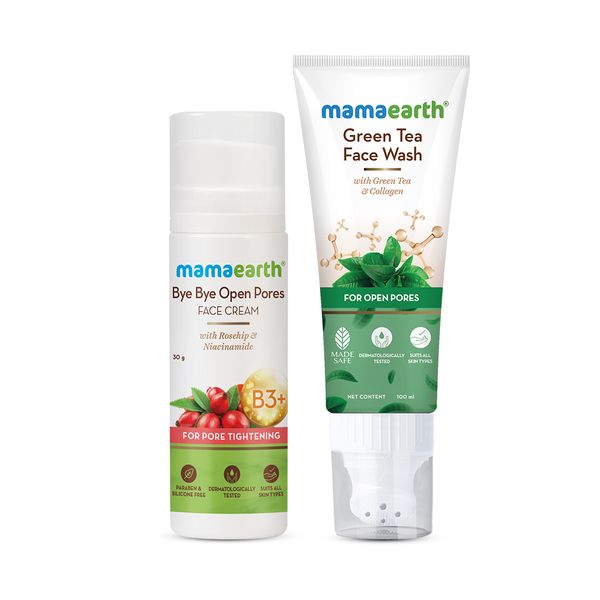 mamaearth®
Bye Bye Open Pores
FACE CREAM
with Rosehip &
Niacinamide
30 g
B3+
FOR PORE TIGHTENING
PARABEN &
SILICONE FREE
DERMATOLOGICALLY
TESTED
SUITS ALL
SKIN TYPES
mamaearth®
Green Tea
Face Wash
with Green Tea
& Collagen
FOR OPEN PORES
MADE
SAFE
DERMATOLOGICALLY
TESTED
SUITS ALL
SKIN TYPES
NET CONTENT 100 ml